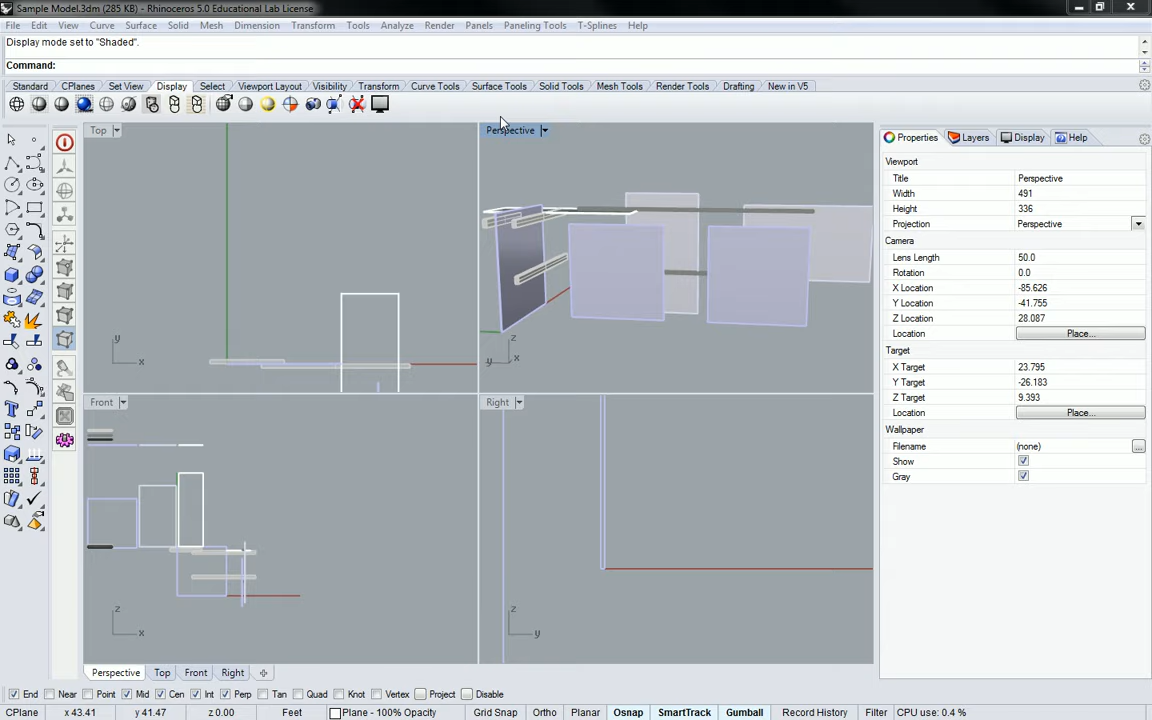 Sample Model.3dm (285 KB) - Rhinoceros 5.0 Educational Lab License
File Edit View Curve Surface Solid Mesh Dimension Transform Tools Analyze Render Panels Paneling Tools T-Splines Help
Display mode set to "Shaded".
Command:
Standard CPlanes Set View Display Select Viewport Layout Visibility Transform Curve Tools Surface Tools Solid Tools Mesh Tools Render Tools Drafting New in V5
Top
Perspective
Properties Layers Display Help
Viewport
Title Perspective
Width 491
Height 336
Projection Perspective
Camera
Lens Length 50.0
Rotation 0.0
X Location -85.626
Y Location -41.755
Z Location 28.087
Location Place...
Target
X Target 23.795
Y Target -26.183
Z Target 9.393
Location Place...
Wallpaper
Filename (none) ...
Show
Gray
y
x
z
y
x
Front
Right
z
x
z
y
Perspective Top Front Right
End Near Point Mid Cen Int Perp Tan Quad Knot Vertex Project Disable
CPlane x 43.41 y 41.47 z 0.00 Feet Plane - 100% Opacity Grid Snap Ortho Planar Osnap SmartTrack Gumball Record History Filter CPU use: 0.4 %